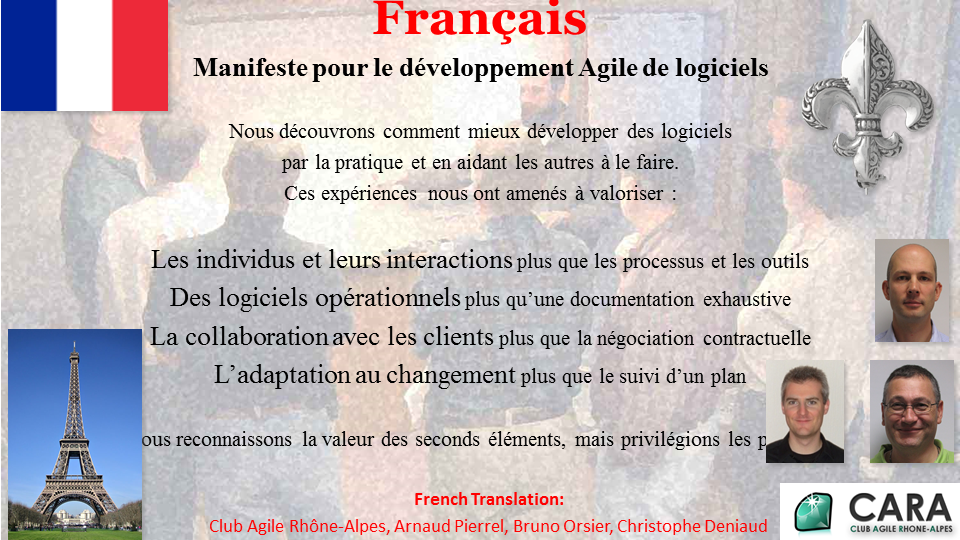 Français
Manifeste pour le développement Agile de logiciels
Nous découvrons comment mieux développer des logiciels
par la pratique et en aidant les autres à le faire.
Ces expériences nous ont amenés à valoriser :
Les individus et leurs interactions plus que les processus et les outils
Des logiciels opérationnels plus qu’une documentation exhaustive
La collaboration avec les clients plus que la négociation contractuelle
L’adaptation au changement plus que le suivi d’un plan
reconnaissons la valeur des seconds éléments, mais privilégions les
French Translation:
Club Agile Rhône-Alpes, Arnaud Pierrel, Bruno Orsier, Christophe Deniaud
CARA
CLUB AGILE RHONE-ALPES